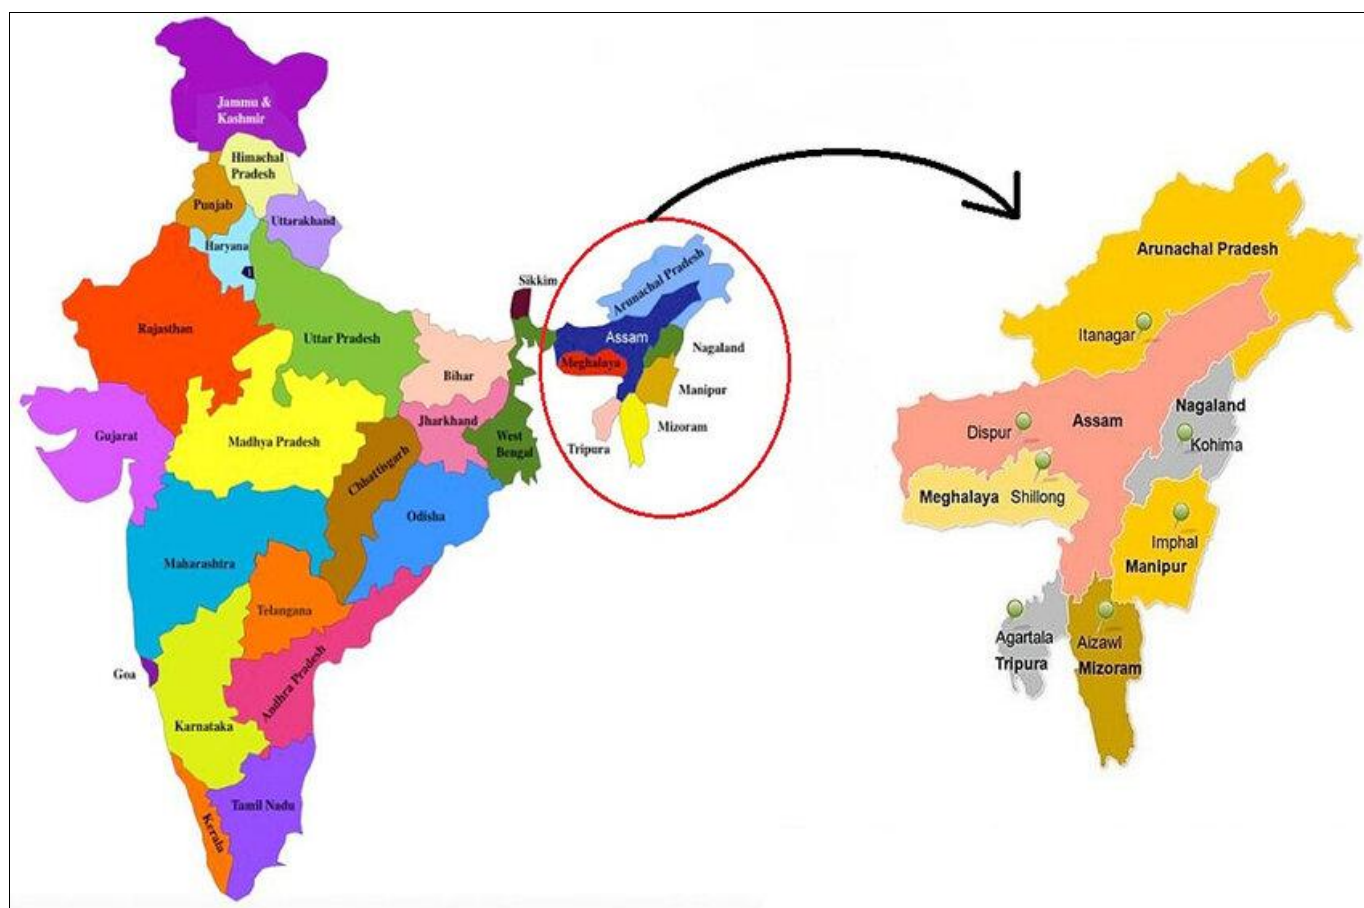 Jammu &
Kashmir
Himachal
Pradesh
Punjab
Uttarakhand
Haryana
1
Rajasthan
Uttar Pradesh
Bihar
Sikkim
Arunachal Pradesh
Assam
Nagaland
Meghalaya
Manipur
Mizoram
Tripura
Gujarat
Madhya Pradesh
Jharkhand
West
Bengal
Chhattisgarh
Odisha
Maharashtra
Telangana
Goa
Andhra Pradesh
Karnataka
Tamil Nadu
Kerala
Arunachal Pradesh
Itanagar
Assam
Nagaland
Kohima
Dispur
Meghalaya
Shillong
Imphal
Manipur
Agartala
Tripura
Aizawl
Mizoram